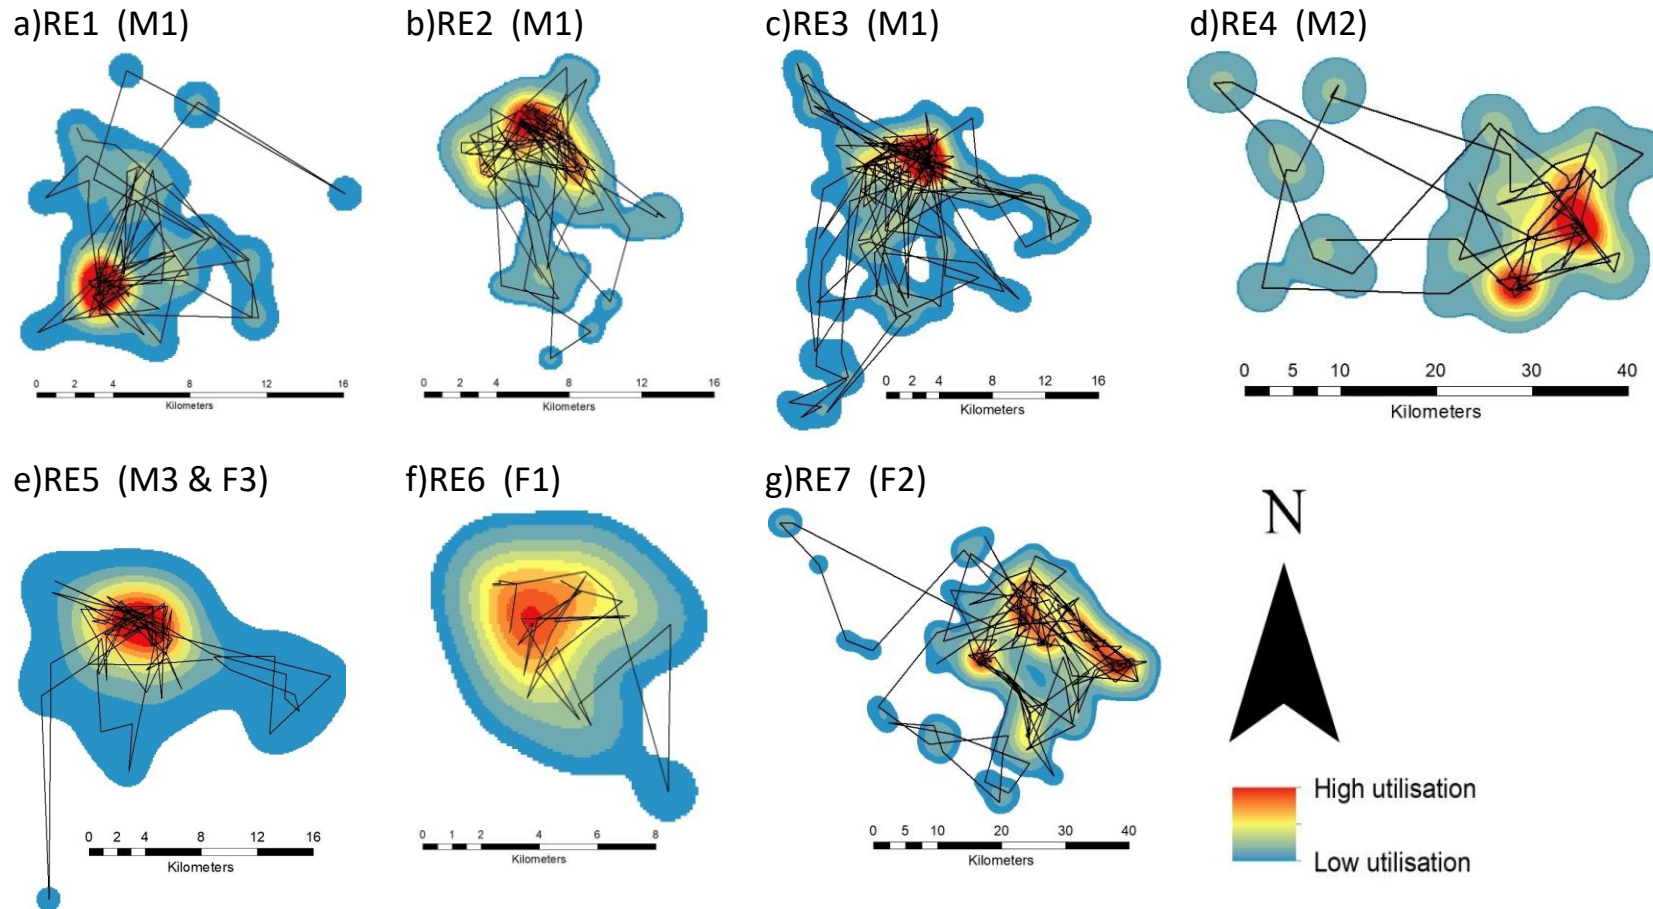 a)RE1 (M1)
b)RE2 (M1)
c)RE3 (M1)
d)RE4 (M2)
0 2 4 8 12 16
Kilometers
0 2 4 8 12 16
Kilometers
0 2 4 8 12 16
Kilometers
0 5 10 20 30 40
Kilometers
e)RE5 (M3 & F3)
f)RE6 (F1)
g)RE7 (F2)
N
0 2 4 8 12 16
Kilometers
0 1 2 4 6 8
Kilometers
0 5 10 20 30 40
Kilometers
High utilisation
Low utilisation